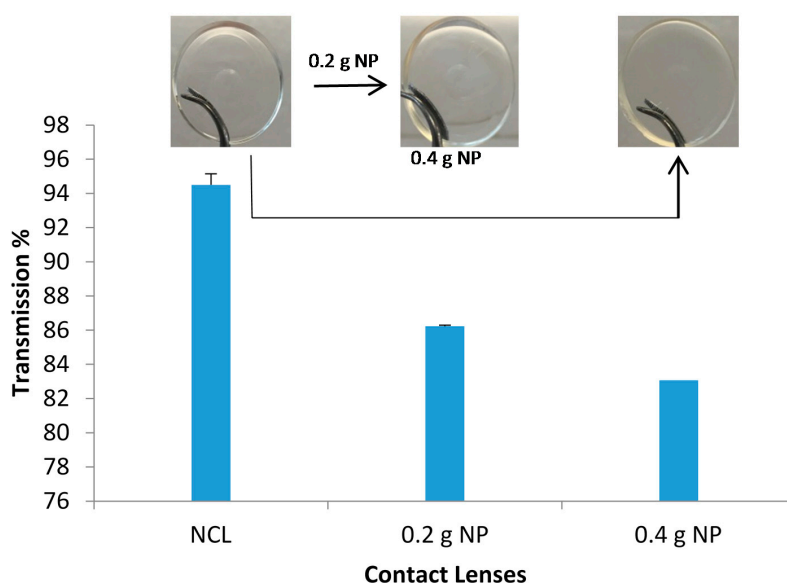 0.2 g NP
0.4 g NP
98
96
94
92
90
88
86
84
82
80
78
76
Transmission %
NCL
0.2 g NP
0.4 g NP
Contact Lenses